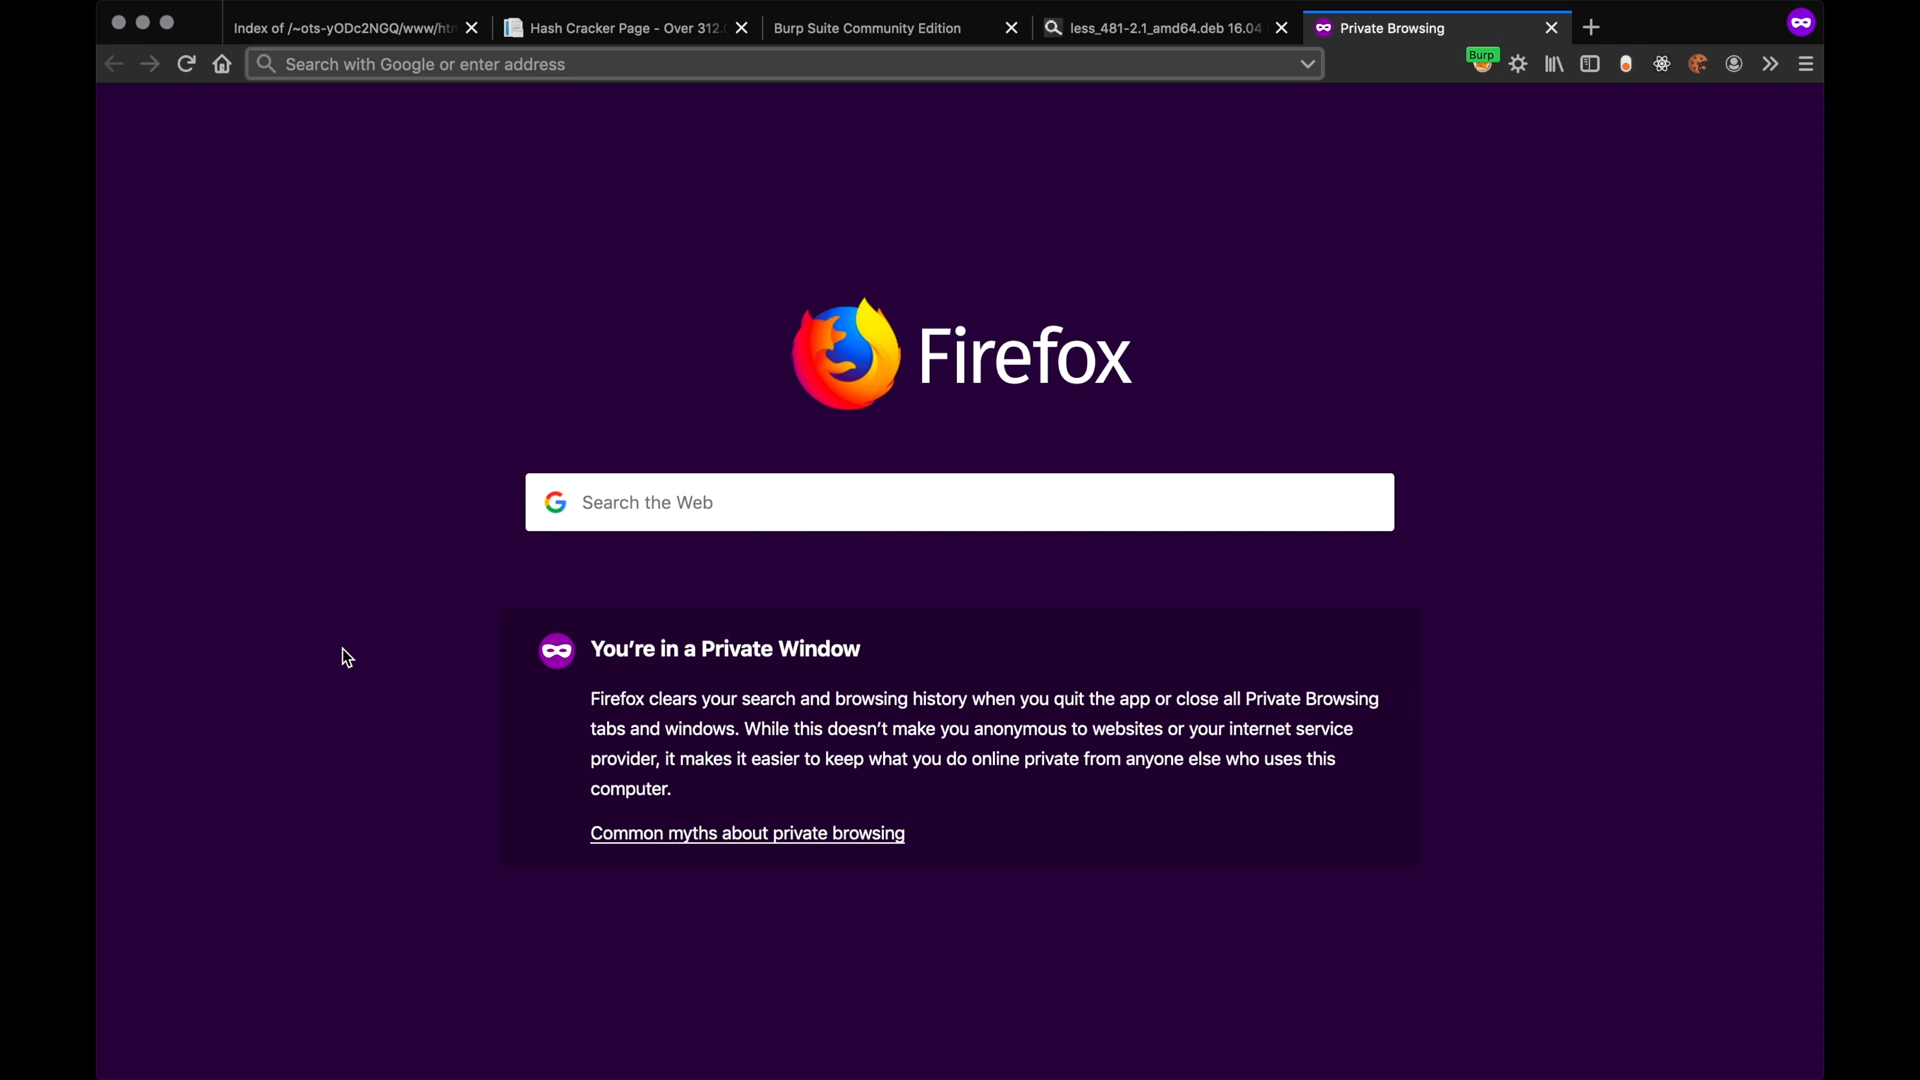 Index of /~ots-yODc2NGQ/www/htm
Hash Cracker Page - Over 312.
Burp Suite Community Edition
less_481-2.1_amd64.deb 16.04
Private Browsing
Search with Google or enter address
Burp
Firefox
Search the Web
You're in a Private Window
Firefox clears your search and browsing history when you quit the app or close all Private Browsing
tabs and windows. While this doesn't make you anonymous to websites or your internet service
provider, it makes it easier to keep what you do online private from anyone else who uses this
computer.
Common myths about private browsing